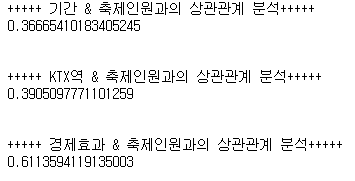 +++++ 기간 & 축제인원과의 상관관계 분석+++++
0.36665410183405245
+++++ KTX역 & 축제인원과의 상관관계 분석+++++
0.3905097771101259
+++++ 경제효과 & 축제인원과의 상관관계 분석+++++
0.6113594119135003